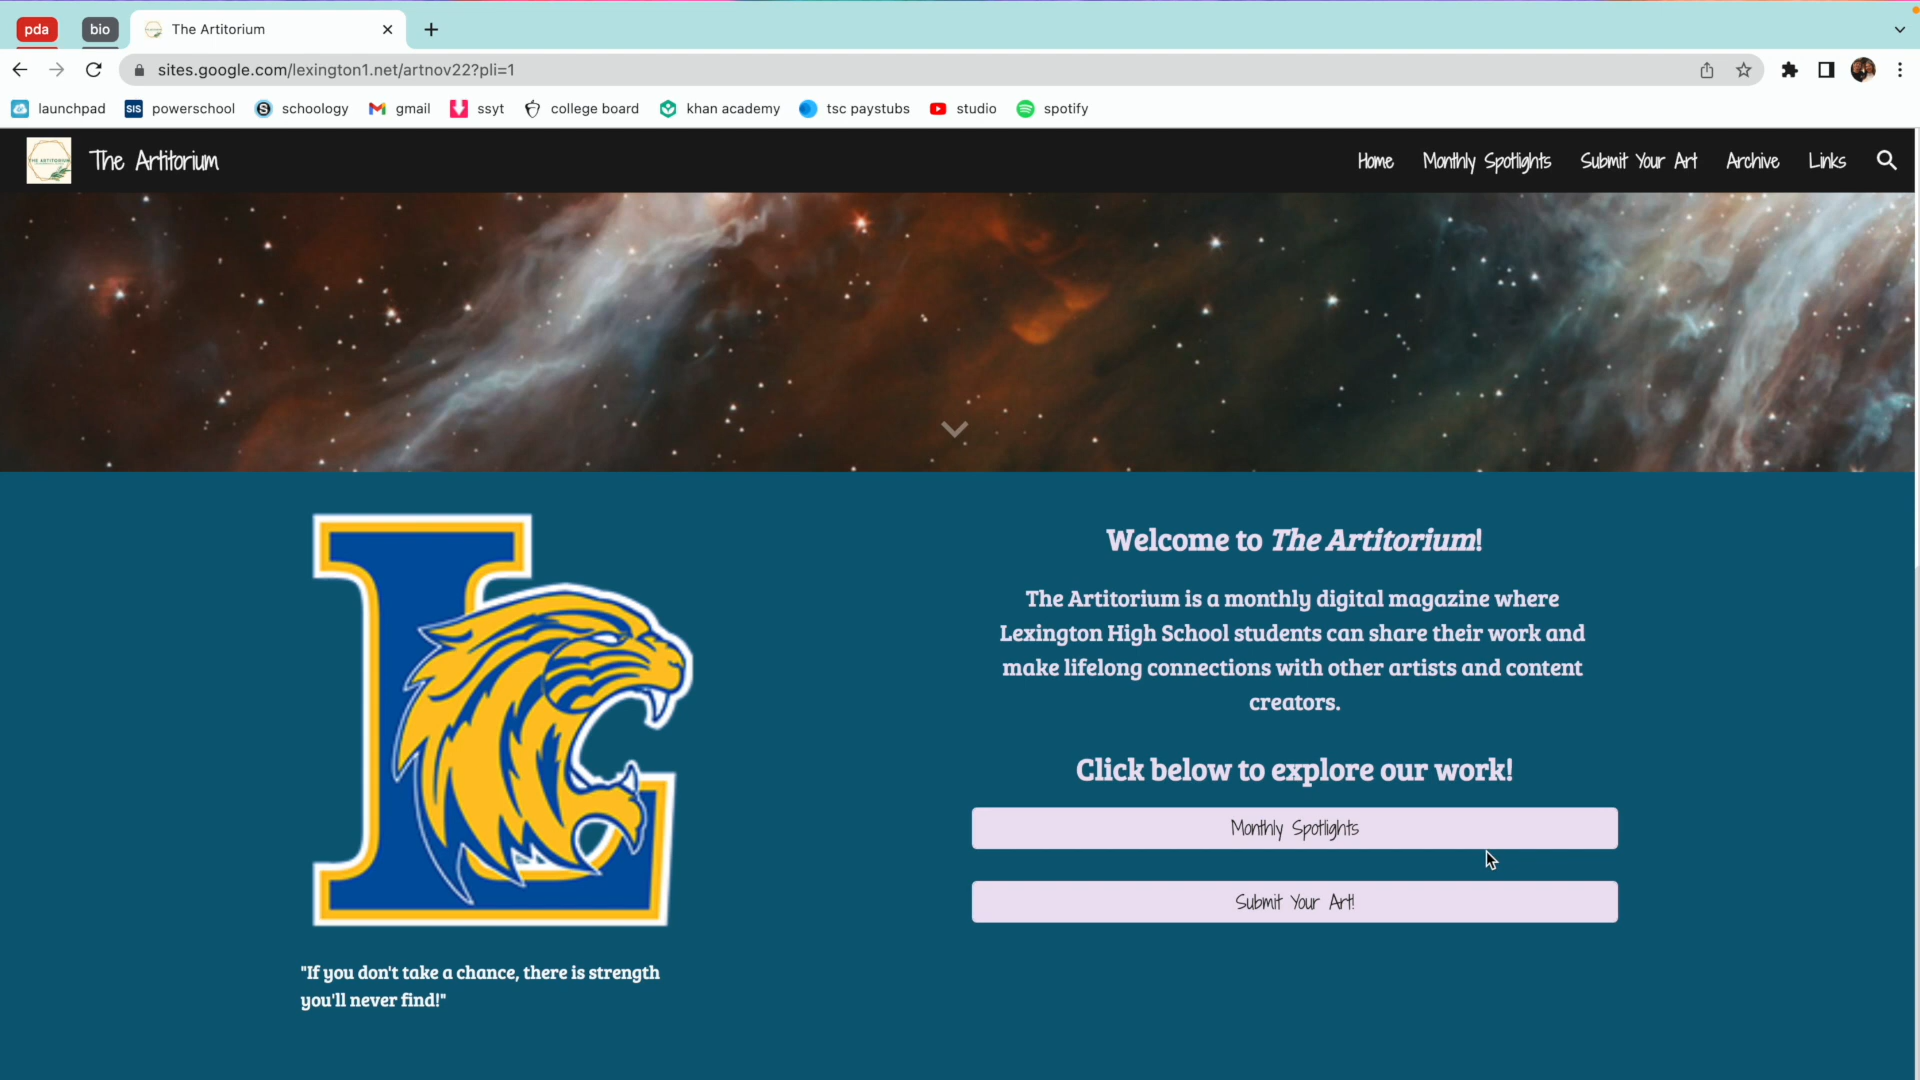 pda
bio
The Artitorium
sites.google.com/lexington1.net/artnov22?pli=1
launchpad
SIS
powerschool
S
schoology
gmail
ssyt
college board
khan academy
tsc paystubs
studio
spotify
THE ARTITORIUM
The Artitorium
Home
Monthly Spotlights
Submit Your Art
Archive
Links
L
Welcome to The Artitorium!
The Artitorium is a monthly digital magazine where
Lexington High School students can share their work and
make lifelong connections with other artists and content
creators.
Click below to explore our work!
Monthly Spotlights
Submit Your Art!
"If you don't take a chance, there is strength
you'll never find!"